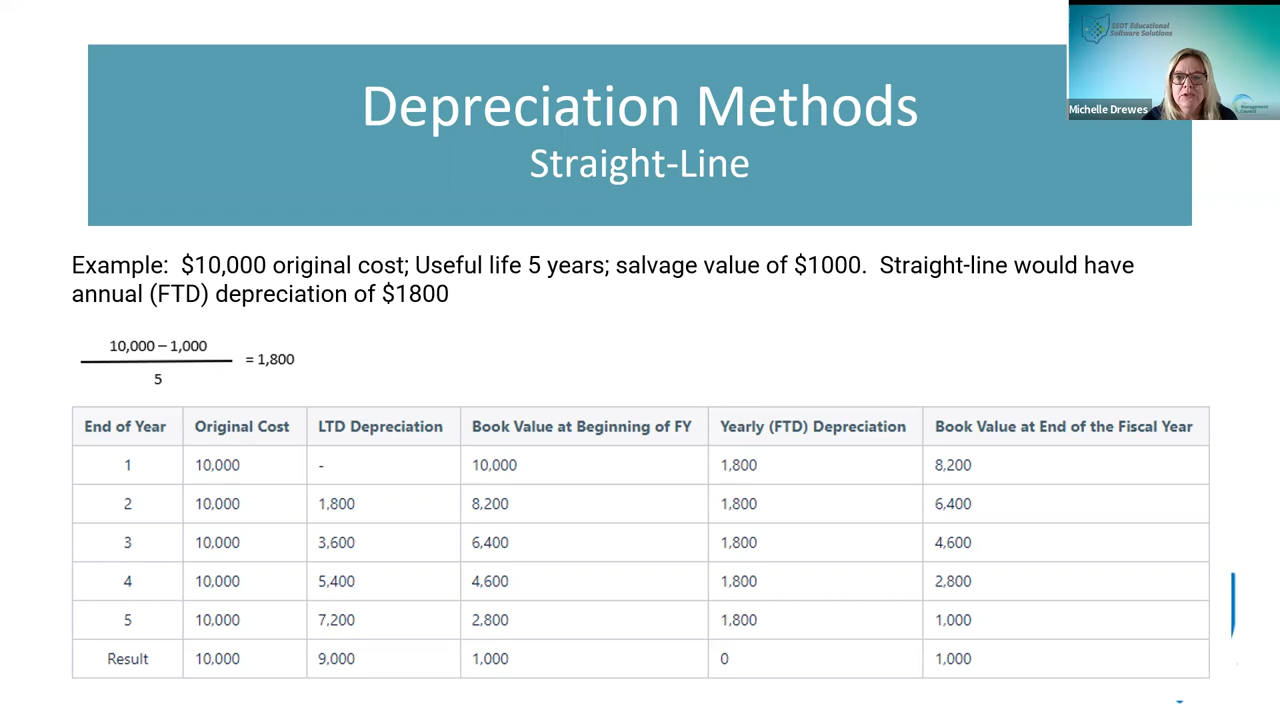 SSDT Educational
Software Solutions
Michelle Drewes
Management
Council
Depreciation Methods
Straight-Line
Example: $10,000 original cost; Useful life 5 years; salvage value of $1000. Straight-line would have
annual (FTD) depreciation of $1800
10,000 – 1,000
= 1,800
5
End of Year Original Cost LTD Depreciation Book Value at Beginning of FY Yearly (FTD) Depreciation Book Value at End of the Fiscal Year
1 10,000 - 10,000 1,800 8,200
2 10,000 1,800 8,200 1,800 6,400
3 10,000 3,600 6,400 1,800 4,600
4 10,000 5,400 4,600 1,800 2,800
5 10,000 7,200 2,800 1,800 1,000
Result 10,000 9,000 1,000 0 1,000